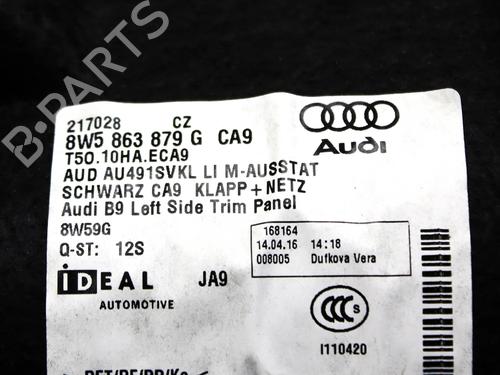 217028 CZ
8W5 863 879 G CA9
T50.10HA.ECA9
AUD AU491SVKL LI M-AUSSTAT
SCHWARZ CA9 KLAPP+NETZ
Audi B9 Left Side Trim Panel
8W59G
Q-ST: 12S
Audi
168164
14.04.16 14:18
008005 Dufkova Vera
IDEAL
AUTOMOTIVE
JA9
CCC S
I110420
B-PARTS